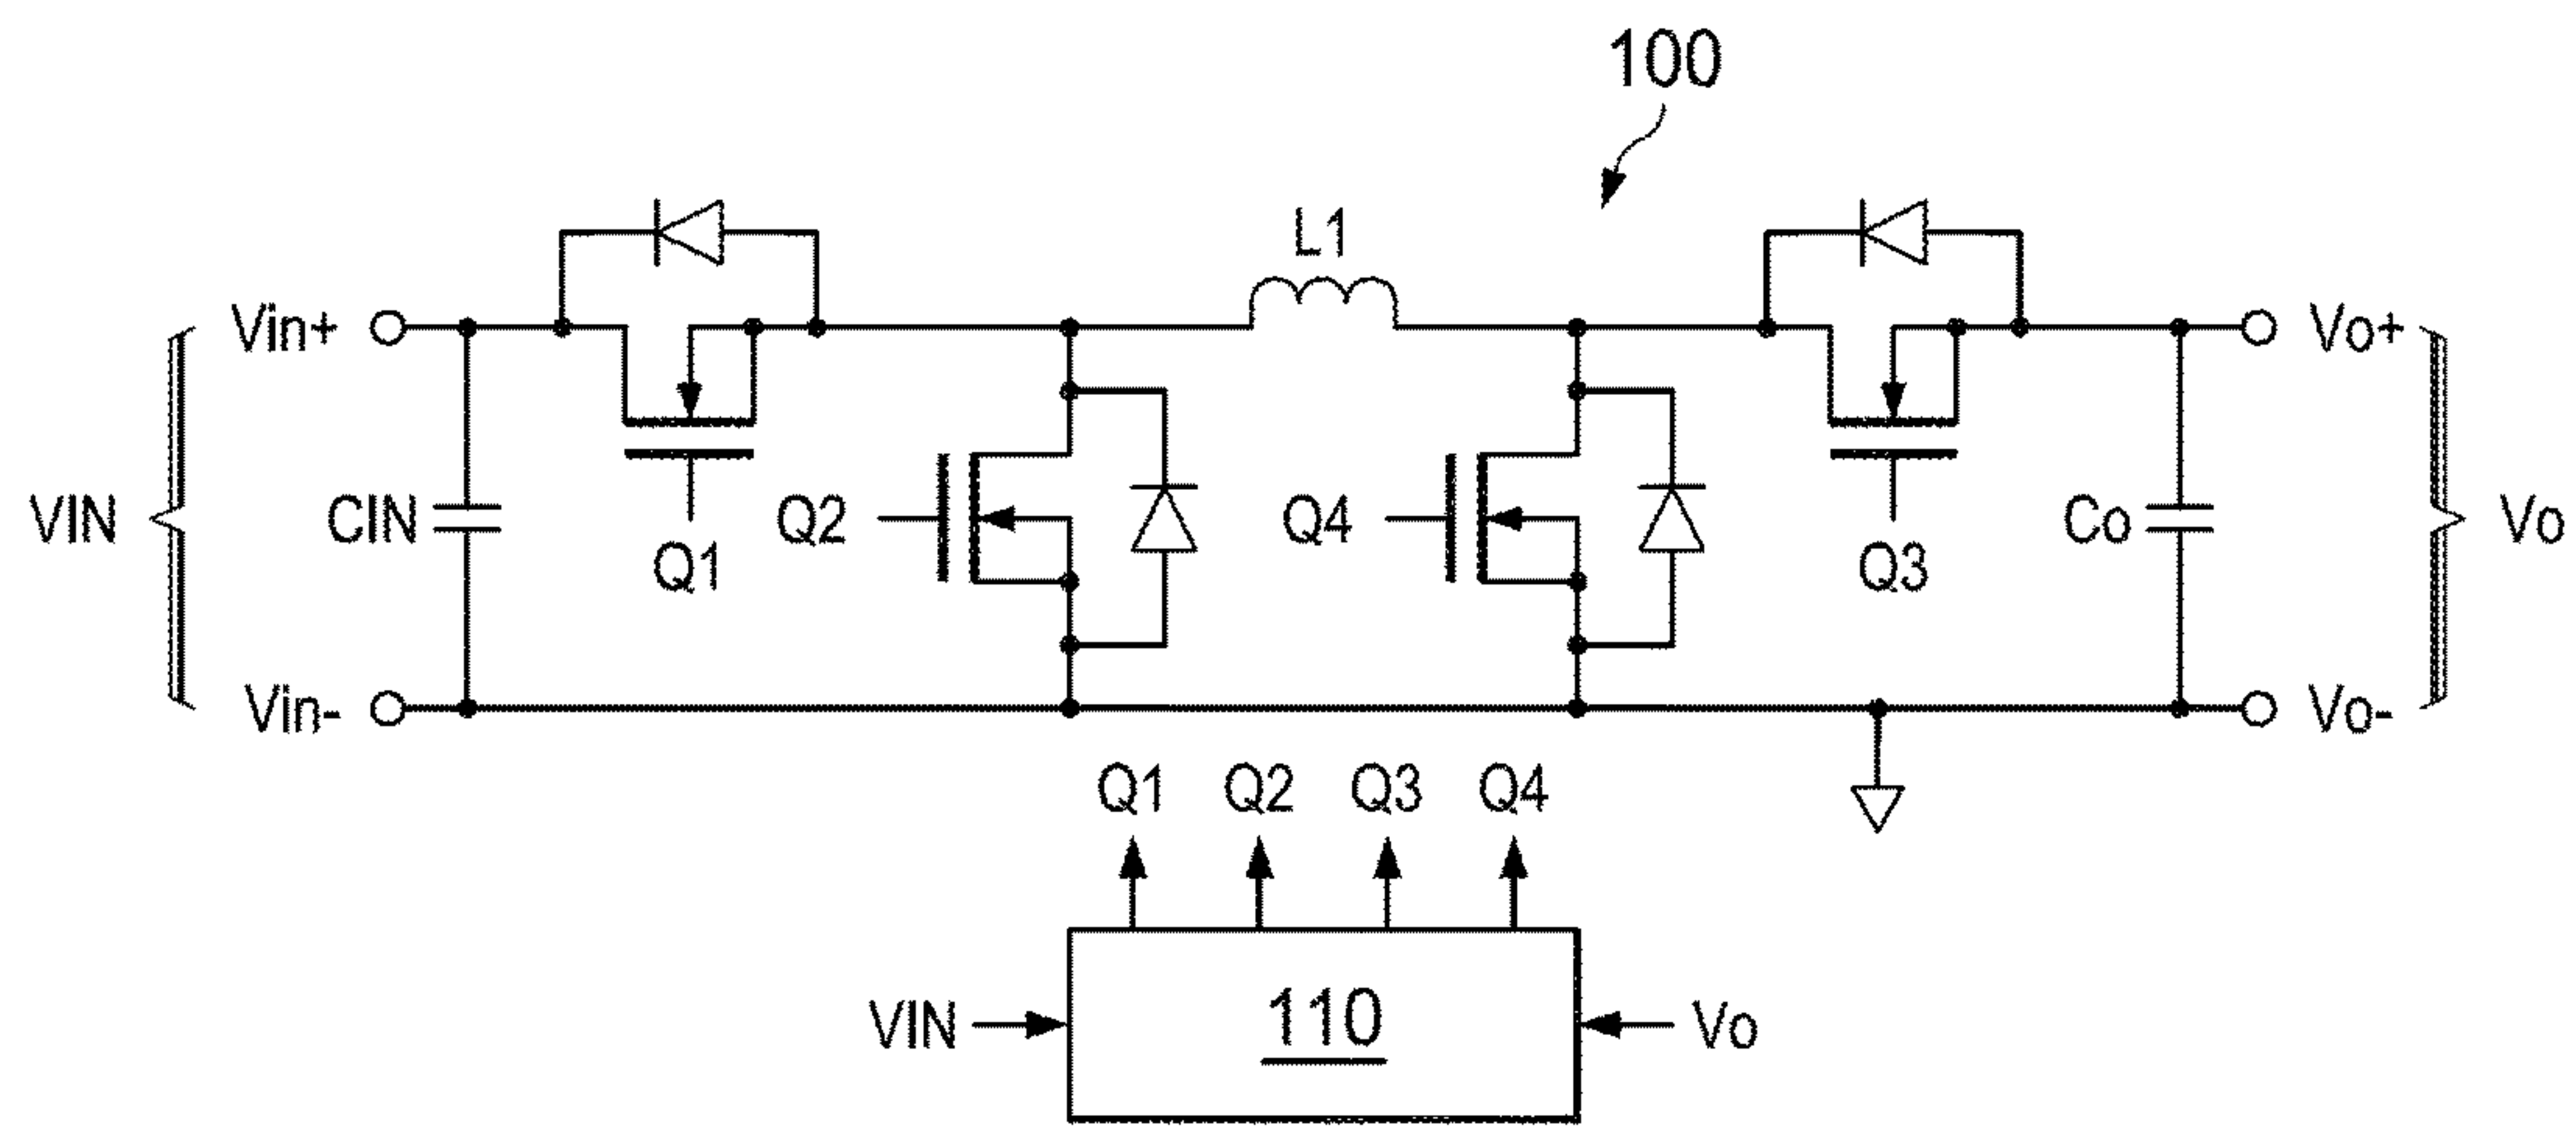 100
L1
Vin+
Vo+
VIN
CIN
Q1
Q2
Q4
Q3
Co
Vo
Vin-
Vo-
Q1 Q2 Q3 Q4
VIN
110
Vo